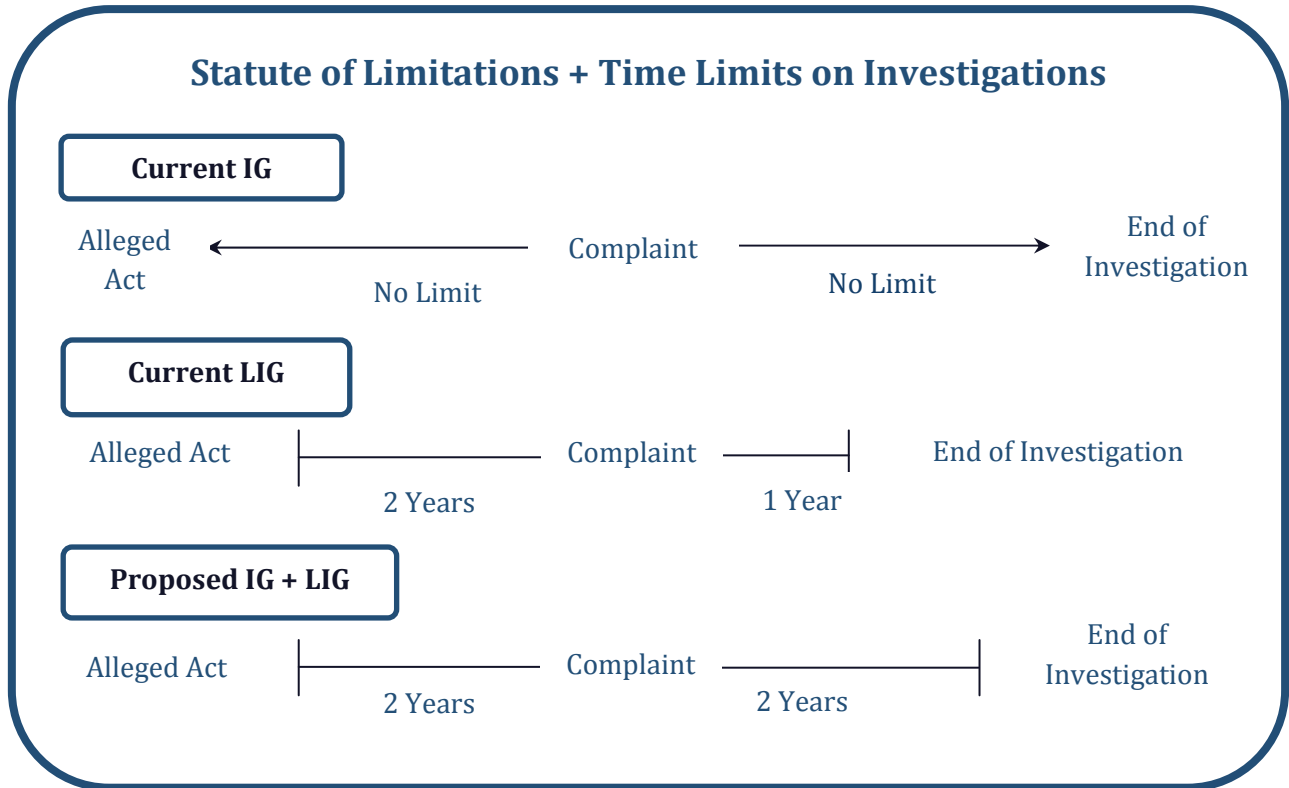 Statute of Limitations + Time Limits on Investigations
Current IG
Alleged
Act
No Limit
Complaint
No Limit
End of
Investigation
Current LIG
Alleged Act
2 Years
Complaint
1 Year
End of Investigation
Proposed IG + LIG
Alleged Act
2 Years
Complaint
2 Years
End of
Investigation